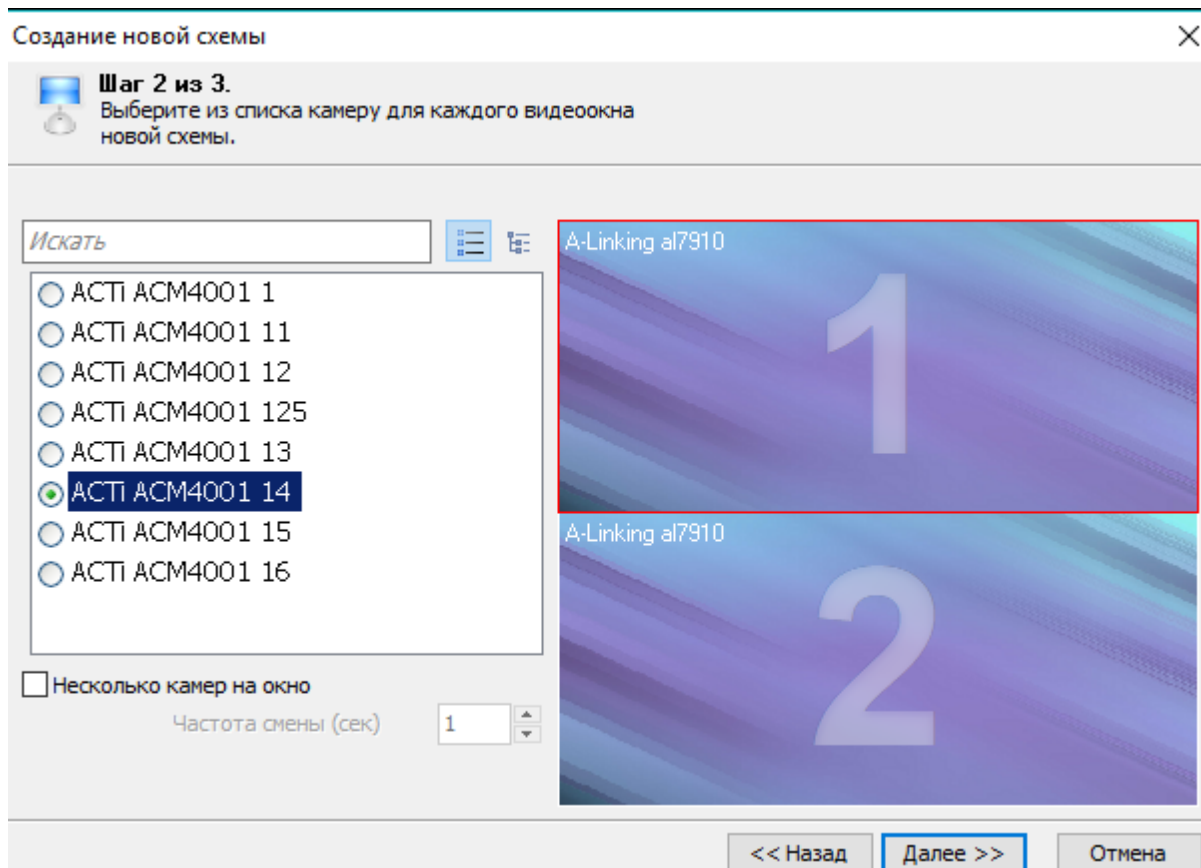 Создание новой схемы
Шаг 2 из 3.
Выберите из списка камеру для каждого видеоокна
новой схемы.
Искать
ACTi ACM4001 1
ACTi ACM4001 11
ACTi ACM4001 12
ACTi ACM4001 125
ACTi ACM4001 13
ACTi ACM4001 14
ACTi ACM4001 15
ACTi ACM4001 16
Несколько камер на окно
Частота смены (сек) 1
A-Linking al7910
1
A-Linking al7910
2
<< Назад Далее >> Отмена